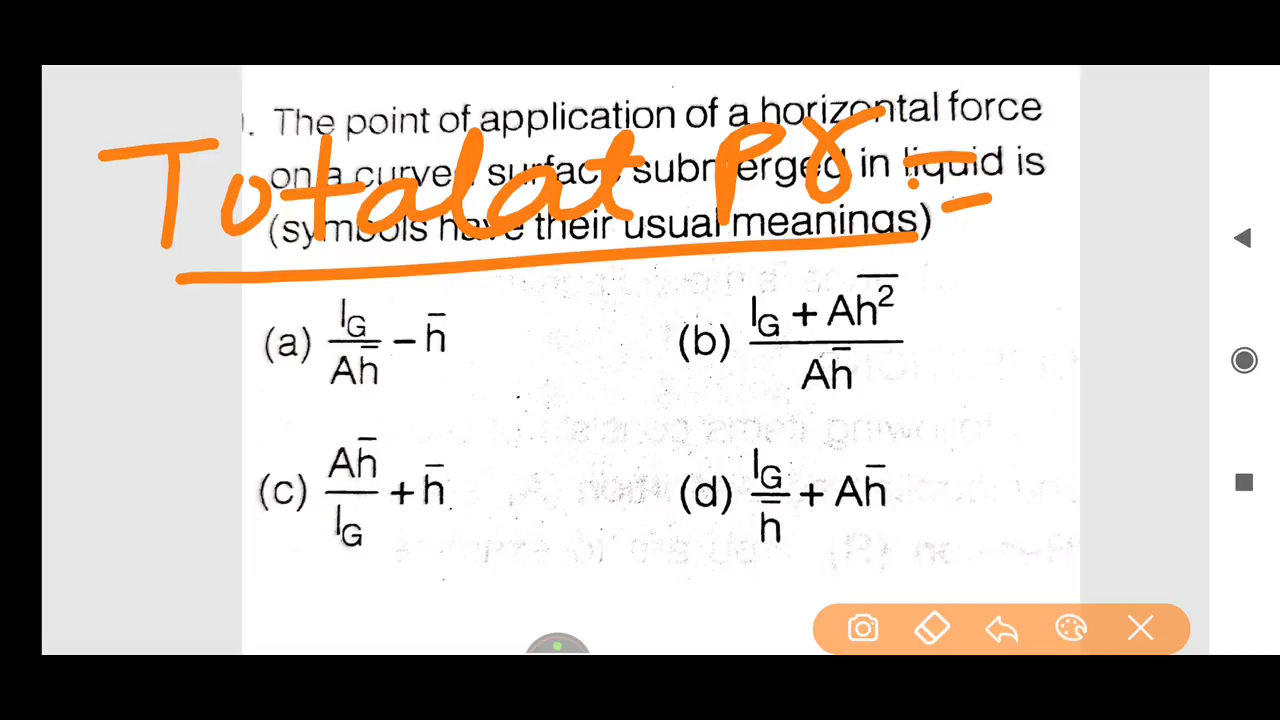 . The point of application of a horizontal force
on a curved surface submerged in liquid is
(symbols have their usual meanings)
Totalat pr :-
(a) I_G / Ah̅ − h̅
(b) (I_G + Ah̅²) / Ah̅
(c) Ah̅ / I_G + h̅
(d) I_G / h̅ + Ah̅